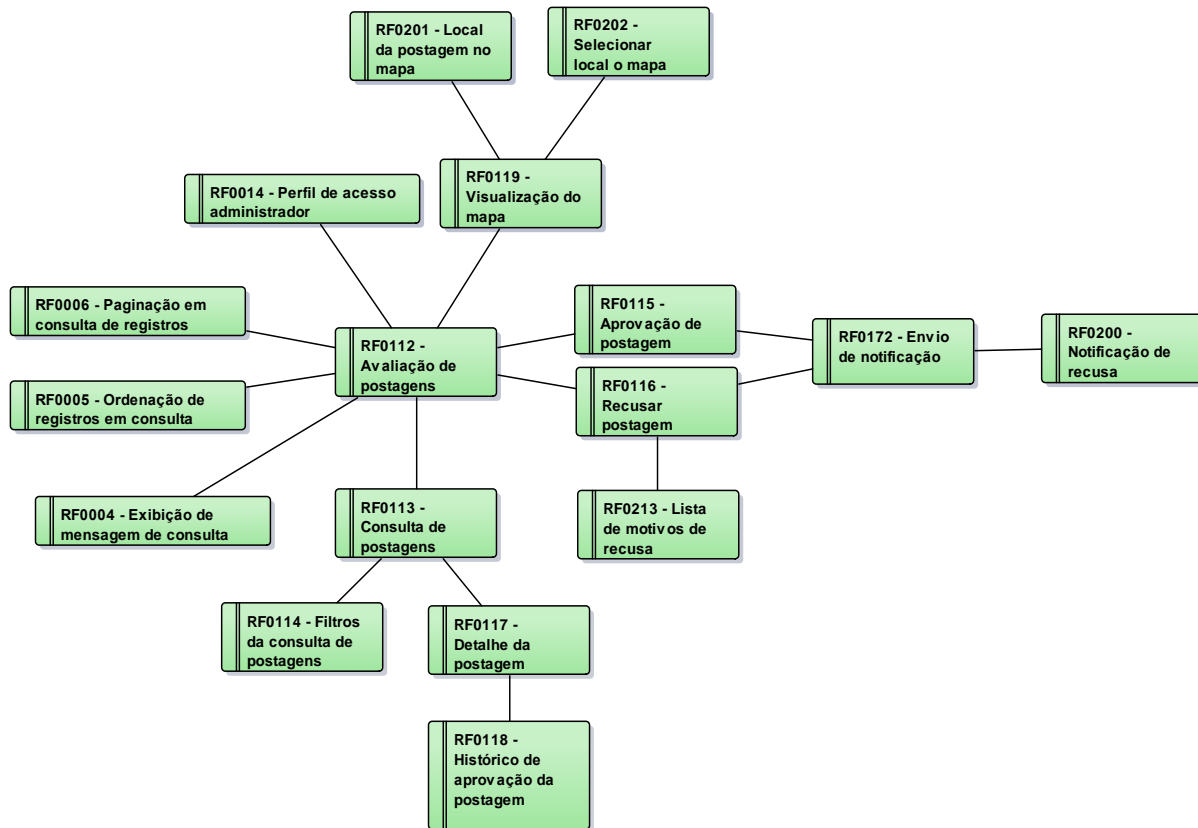 RF0201 - Local
da postagem no
mapa
RF0202 -
Selecionar
local o mapa
RF0014 - Perfil de acesso
administrador
RF0119 -
Visualização do
mapa
RF0006 - Paginação em
consulta de registros
RF0112 -
Avaliação de
postagens
RF0115 -
Aprovação de
postagem
RF0172 - Envio
de notificação
RF0200 -
Notificação de
recusa
RF0005 - Ordenação de
registros em consulta
RF0116 -
Recusar
postagem
RF0004 - Exibição de
mensagem de consulta
RF0113 -
Consulta de
postagens
RF0213 - Lista
de motivos de
recusa
RF0114 - Filtros
da consulta de
postagens
RF0117 -
Detalhe da
postagem
RF0118 -
Histórico de
aprovação da
postagem